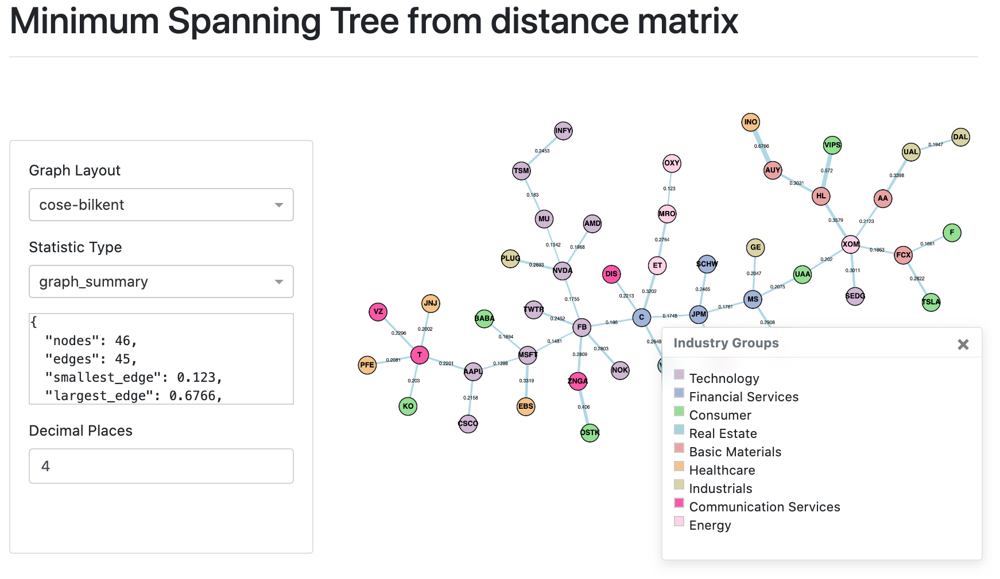 Minimum Spanning Tree from distance matrix
Graph Layout
cose-bilkent
Statistic Type
graph_summary
{
"nodes": 46,
"edges": 45,
"smallest_edge": 0.123,
"largest_edge": 0.6766,
Decimal Places
4
INO
INFY
DAL
VIPS
0.1947
0.6766
0.2453
UAL
OXY
TSM
AUY
0.572
0.3398
0.3031
0.123
0.183
HL
AA
MRO
MU
AMD
0.3579
0.2123
F
0.2764
0.1342
0.1968
GE
XOM
0.1661
0.1863
FCX
PLUG
0.2893
NVDA
ET
SCHW
0.202
0.3011
DIS
0.2047
UAA
0.2822
0.2465
0.2075
0.2213
0.3202
SEDG
TSLA
0.1755
MS
JNJ
VZ
TWTR
0.1761
BABA
0.2452
C
0.1748
JPM
0.186
0.2908
FB
0.2002
0.2296
0.1894
0.1481
0.2648
0.2803
0.2809
T
MSFT
PFE
0.2081
0.2201
0.1398
AAPL
NOK
0.203
0.3319
ZNGA
0.2158
KO
EBS
0.406
CSCO
OSTK
Industry Groups
Technology
Financial Services
Consumer
Real Estate
Basic Materials
Healthcare
Industrials
Communication Services
Energy